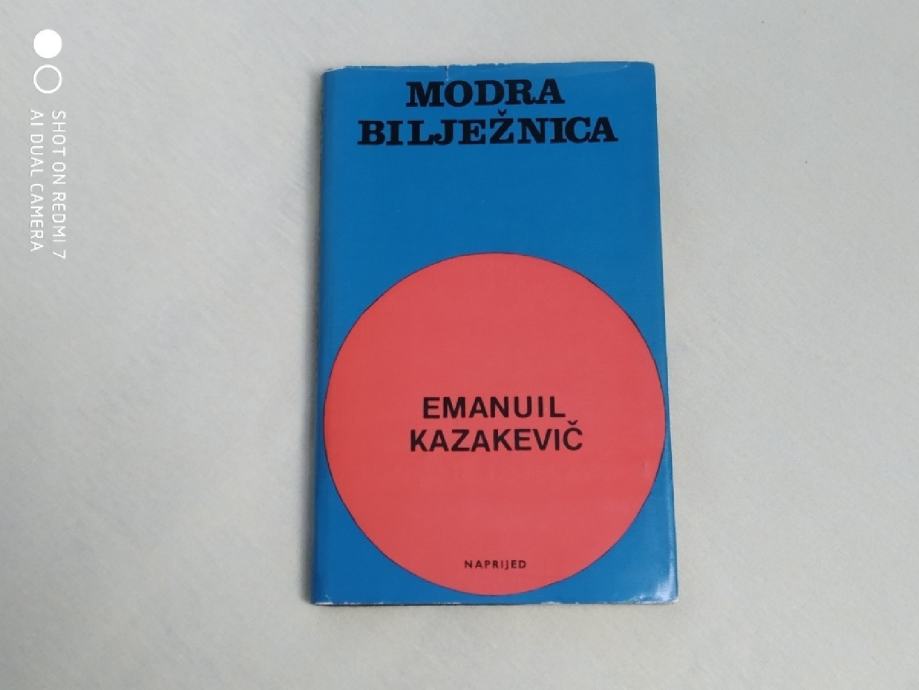 MODRA
BILJEŽNICA
EMANUIL
KAZAKEVIČ
NAPRIJED
SHOT ON REDMI 7
AI DUAL CAMERA